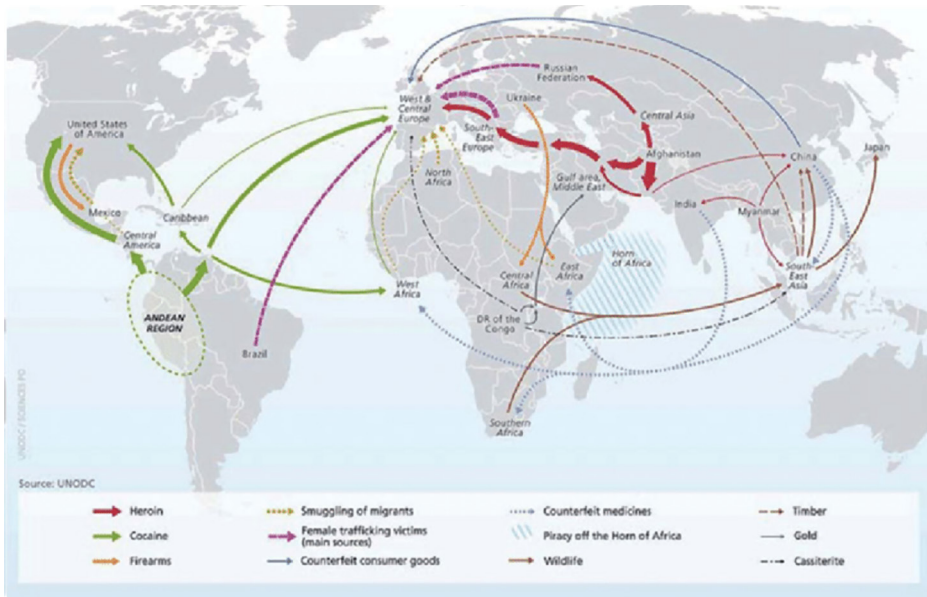 Russian
Federation
West &
Central
Europe
Ukraine
United States
of America
South-
East
Europe
Central Asia
Afghanistan
China
Japan
North
Africa
Gulf area,
Middle East
India
Myanmar
Mexico
Caribbean
Central
America
Horn
of Africa
Central
Africa
East
Africa
South-
East
Asia
West
Africa
ANDEAN
REGION
DR of the
Congo
Brazil
Southern
Africa
UNODC / SCIENCES PO
Source: UNODC
Heroin
Cocaine
Firearms
Smuggling of migrants
Female trafficking victims
(main sources)
Counterfeit consumer goods
Counterfeit medicines
Piracy off the Horn of Africa
Wildlife
Timber
Gold
Cassiterite